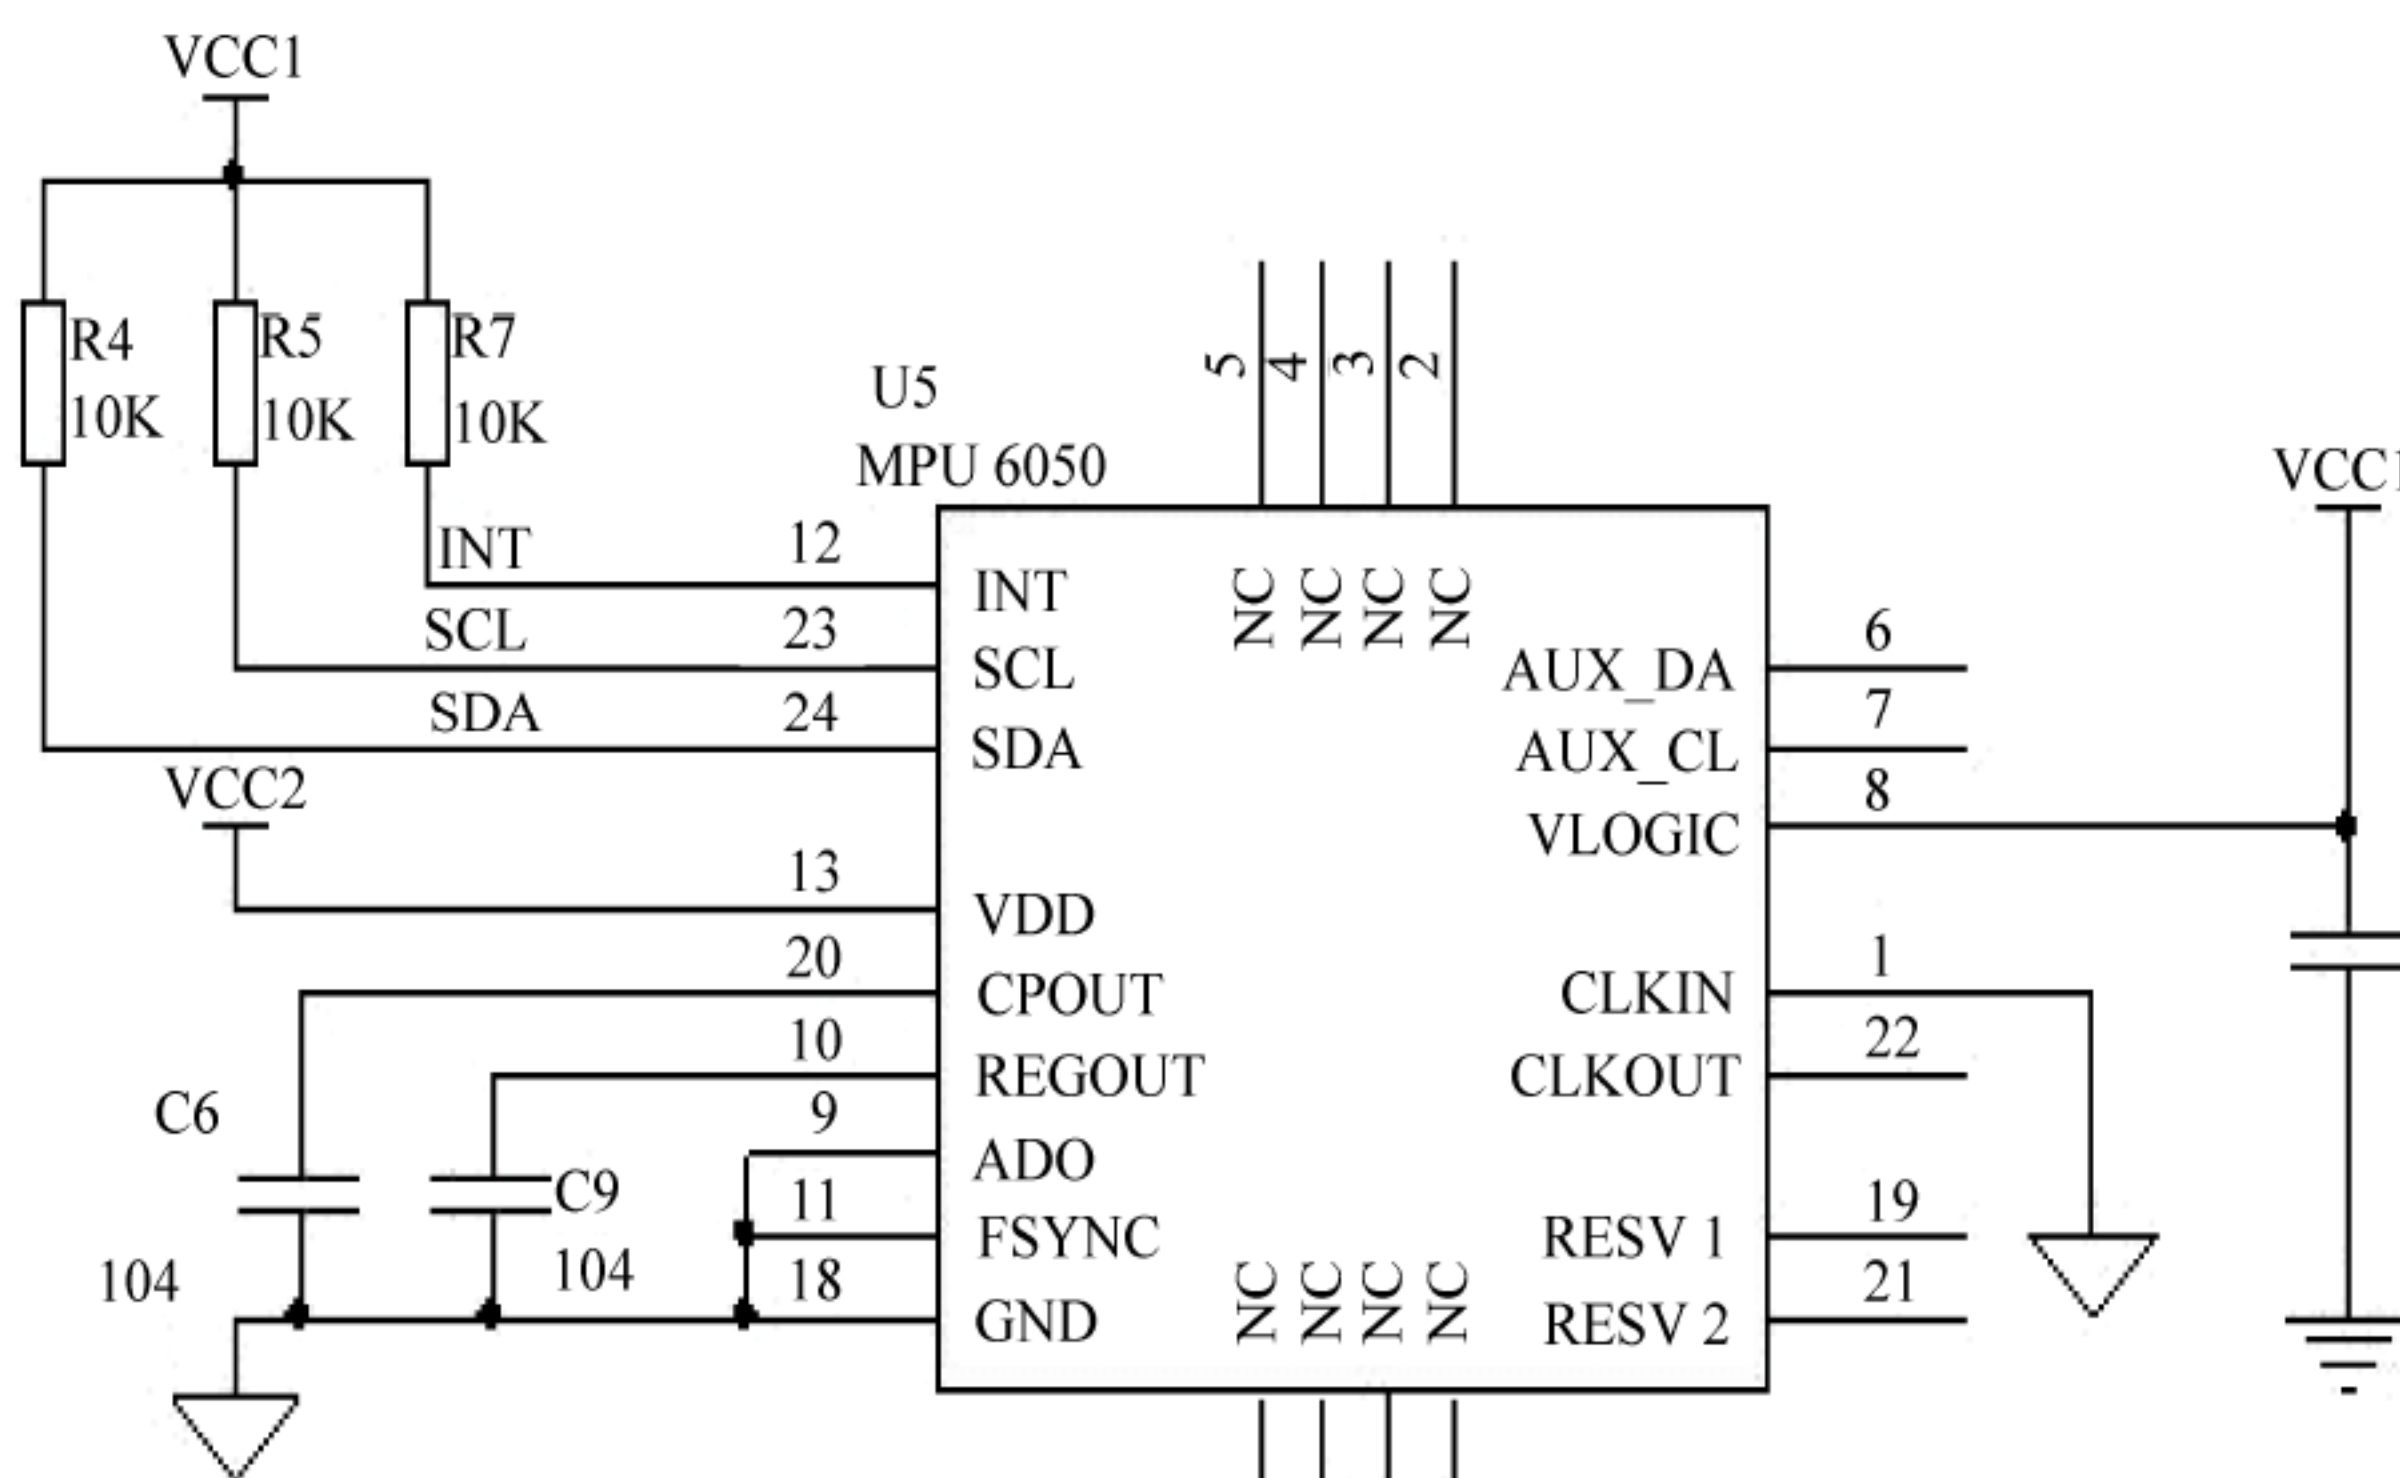 VCC1
R4
10K
R5
10K
R7
10K
U5
MPU 6050
5
4
3
2
VCC1
INT
12
INT
SCL
23
SCL
SDA
24
SDA
VCC2
13
VDD
20
CPOUT
10
REGOUT
9
ADO
11
FSYNC
18
GND
C6
104
C9
104
NC
NC
NC
NC
6
AUX_DA
7
AUX_CL
8
VLOGIC
1
CLKIN
22
CLKOUT
19
RESV 1
21
RESV 2
NC
NC
NC
NC